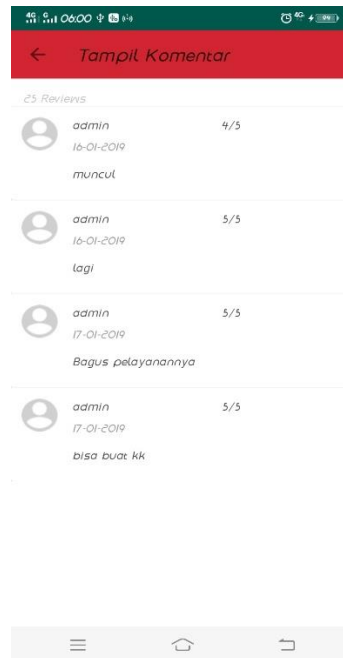 06:00
Tampil Komentar
25 Reviews
admin 4/5
16-01-2019
muncul
admin 5/5
16-01-2019
lagi
admin 5/5
17-01-2019
Bagus pelayanannya
admin 5/5
17-01-2019
bisa buat kk